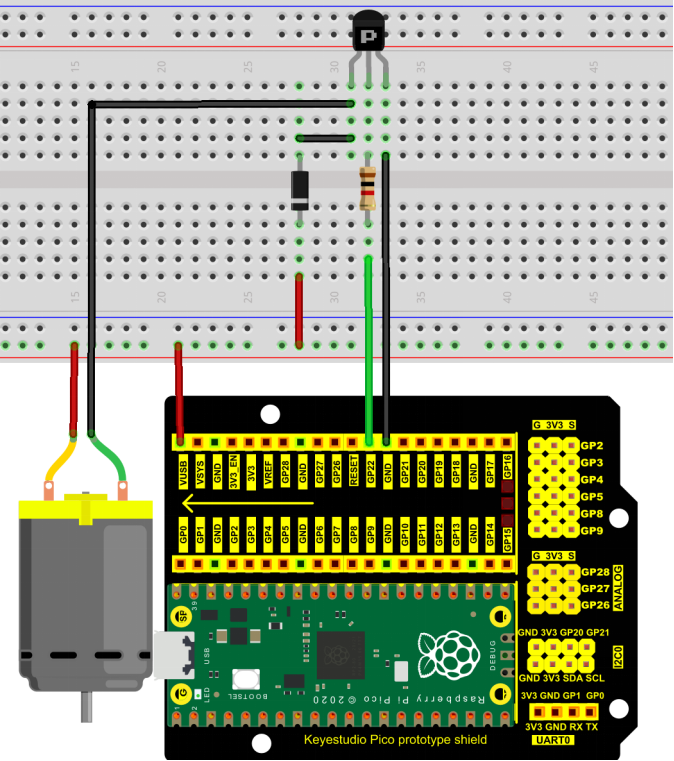 15 20 25 30 35 40 45
P
15 20 25 30 35 40 45
VUSB VSYS GND 3V3_EN 3V3 VREF GP28 GND GP27 GP26 RESET GP22 GND GP21 GP20 GP19 GP18 GND GP17 GP16
G 3V3 S
GP2
GP3
GP4
GP5
GP8
GP9
GP0 GP1 GND GP2 GP3 GP4 GP5 GND GP6 GP7 GP8 GP9 GND GP10 GP11 GP12 GP13 GND GP14 GP15
G 3V3 S
GP28
GP27
GP26
ANALOG
GND 3V3 GP20 GP21
GND 3V3 SDA SCL
I2C0
3V3 GND GP1 GP0
3V3 GND RX TX
UART0
39
USB
LED
BOOTSEL
DEBUG
Raspberry Pi Pico © 2020
1 2
Keyestudio Pico prototype shield